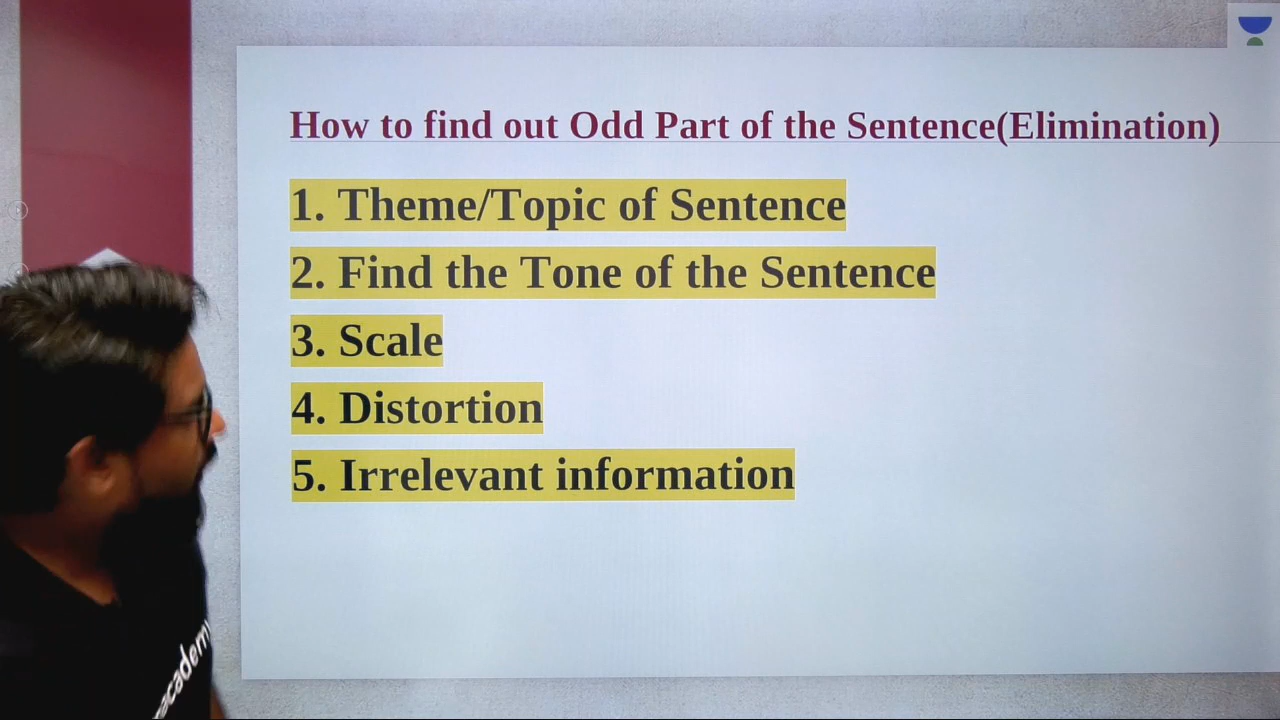 How to find out Odd Part of the Sentence(Elimination)
1. Theme/Topic of Sentence
2. Find the Tone of the Sentence
3. Scale
4. Distortion
5. Irrelevant information